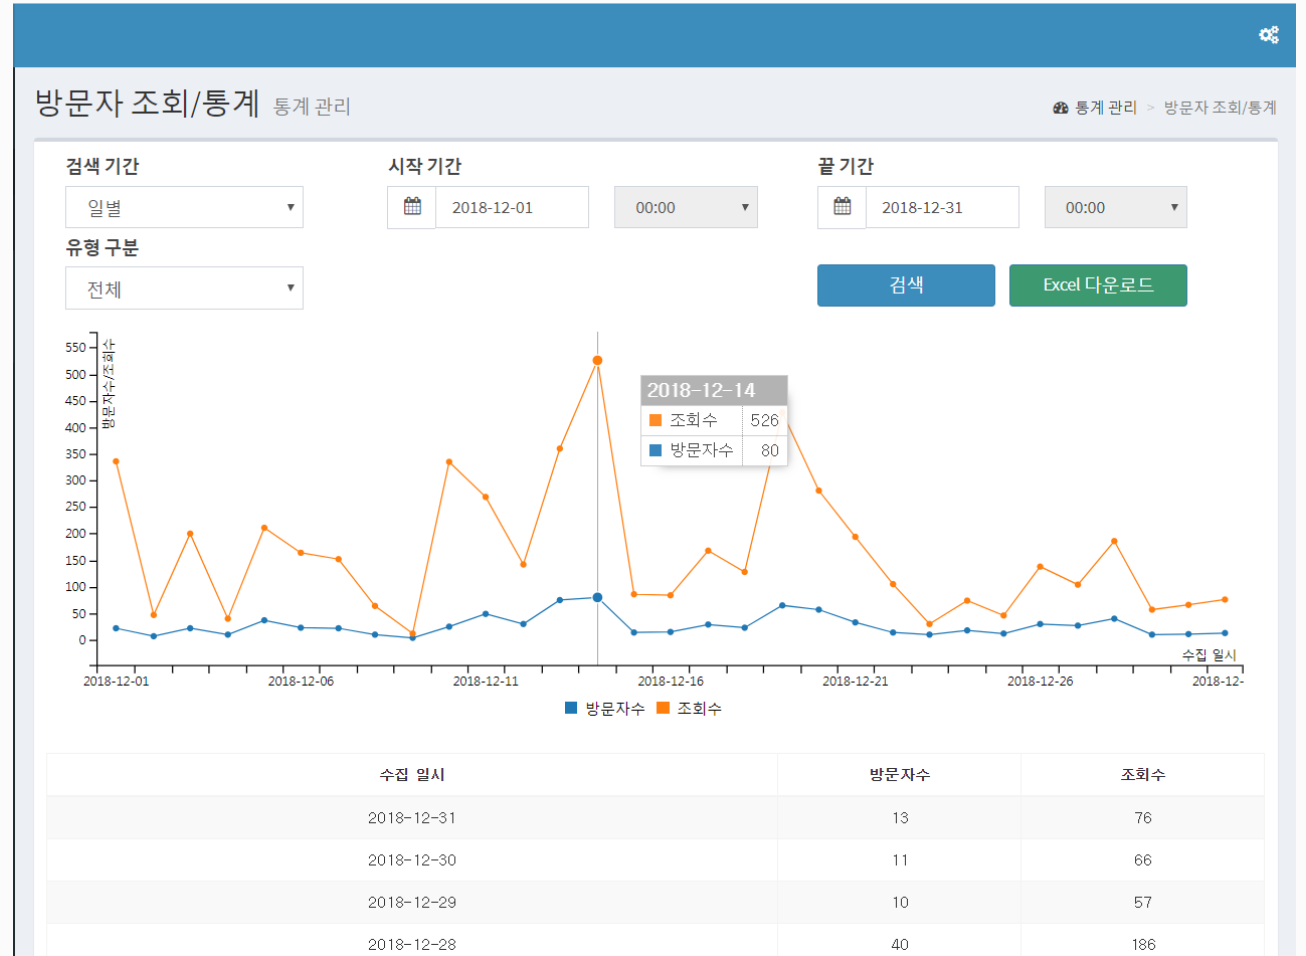 방문자 조회/통계 통계 관리
통계 관리 > 방문자 조회/통계
검색 기간
시작 기간
끝 기간
일별
2018-12-01
00:00
2018-12-31
00:00
유형 구분
전체
검색
Excel 다운로드
방문자수/조회수
550
500
450
400
350
300
250
200
150
100
50
0
2018-12-14
조회수 526
방문자수 80
수집 일시
2018-12-01 2018-12-06 2018-12-11 2018-12-16 2018-12-21 2018-12-26 2018-12-
방문자수 조회수
수집 일시 방문자수 조회수
2018-12-31 13 76
2018-12-30 11 66
2018-12-29 10 57
2018-12-28 40 186